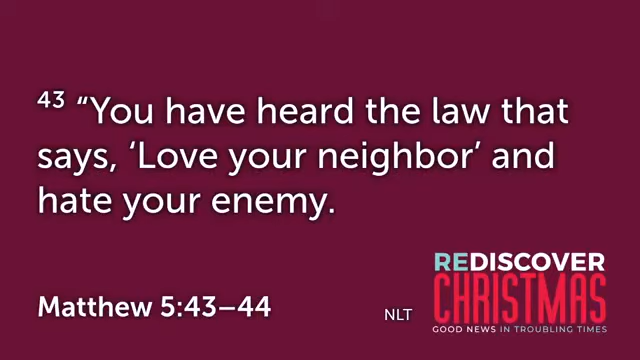 43 “You have heard the law that
says, ‘Love your neighbor’ and
hate your enemy.
Matthew 5:43–44
NLT
REDISCOVER
CHRISTMAS
GOOD NEWS IN TROUBLING TIMES